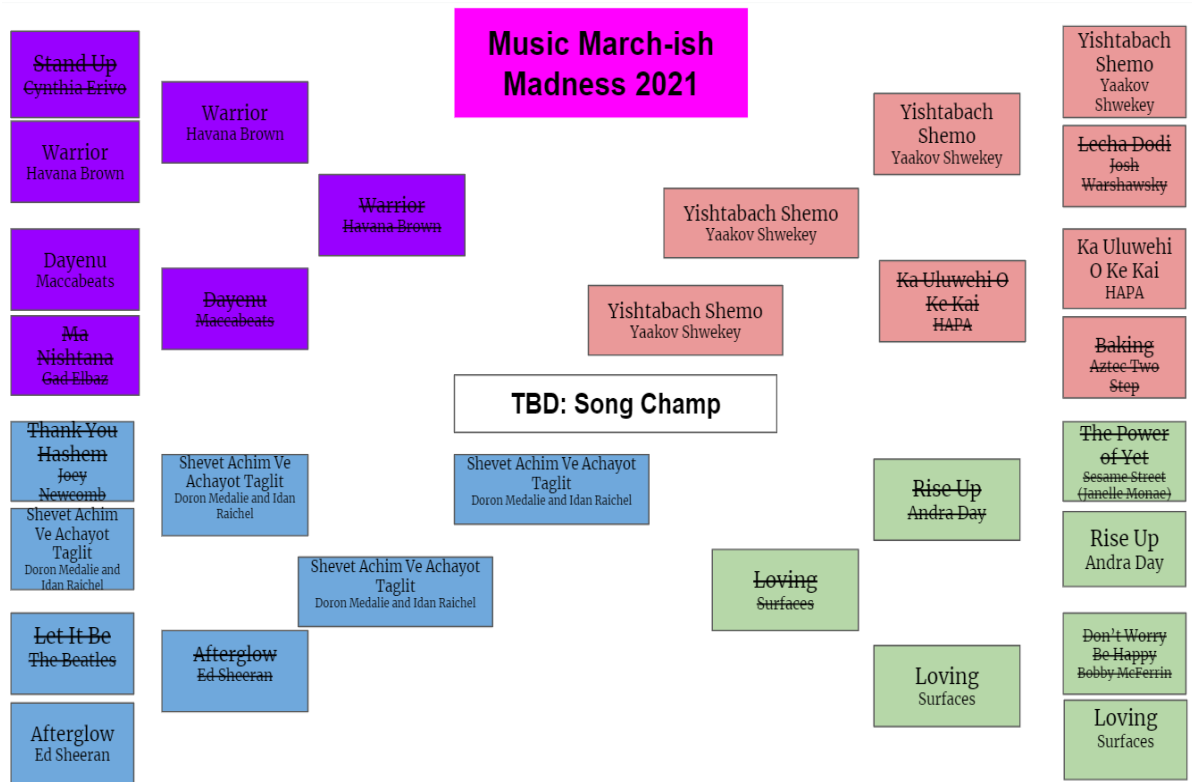 Music March-ish
Madness 2021
Stand Up
Cynthia Erivo
Warrior
Havana Brown
Dayenu
Maccabeats
Ma
Nishtana
Gad Elbaz
Thank You
Hashem
Joey
Newcomb
Shevet Achim
Ve Achayot
Taglit
Doron Medalie and
Idan Raichel
Let It Be
The Beatles
Afterglow
Ed Sheeran
Warrior
Havana Brown
Dayenu
Maccabeats
Shevet Achim Ve
Achayot Taglit
Doron Medalie and Idan
Raichel
Afterglow
Ed Sheeran
Warrior
Havana Brown
Shevet Achim Ve Achayot
Taglit
Doron Medalie and Idan Raichel
Shevet Achim Ve Achayot
Taglit
Doron Medalie and Idan Raichel
TBD: Song Champ
Yishtabach Shemo
Yaakov Shwekey
Yishtabach Shemo
Yaakov Shwekey
Loving
Surfaces
Yishtabach
Shemo
Yaakov Shwekey
Ka Uluwehi O
Ke Kai
HAPA
Rise Up
Andra Day
Loving
Surfaces
Yishtabach
Shemo
Yaakov
Shwekey
Lecha Dodi
Josh
Warshawsky
Ka Uluwehi
O Ke Kai
HAPA
Baking
Aztec Two
Step
The Power
of Yet
Sesame Street
(Janelle Monae)
Rise Up
Andra Day
Don't Worry
Be Happy
Bobby McFerrin
Loving
Surfaces